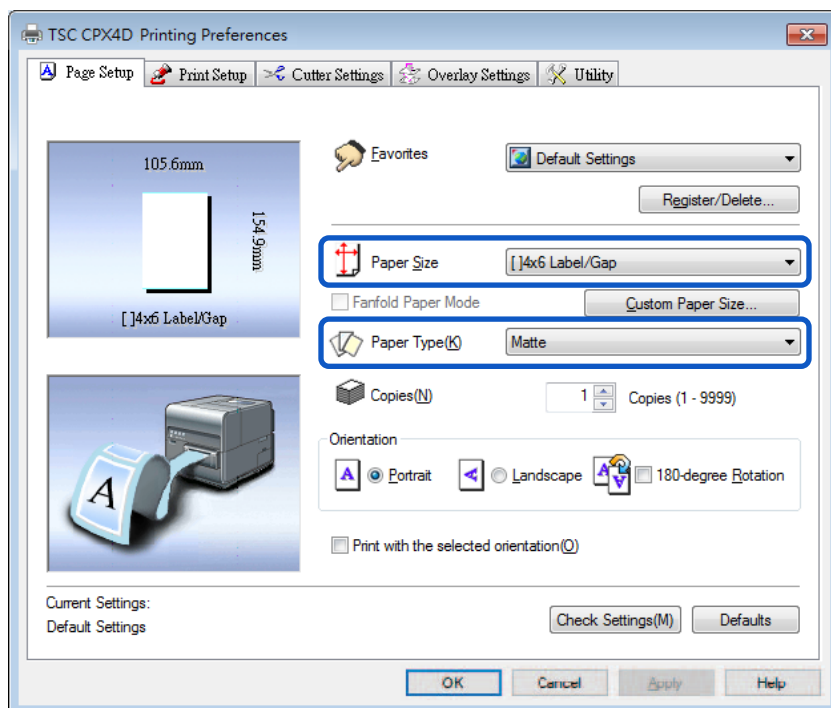 TSC CPX4D Printing Preferences
Page Setup Print Setup Cutter Settings Overlay Settings Utility
105.6mm
154.9mm
[ ]4x6 Label/Gap
Favorites Default Settings
Register/Delete...
Paper Size [ ]4x6 Label/Gap
Fanfold Paper Mode Custom Paper Size...
Paper Type(K) Matte
Copies(N) 1 Copies (1 - 9999)
Orientation
A Portrait A Landscape A A 180-degree Rotation
A
Print with the selected orientation(O)
Current Settings:
Default Settings
Check Settings(M) Defaults
OK Cancel Apply Help